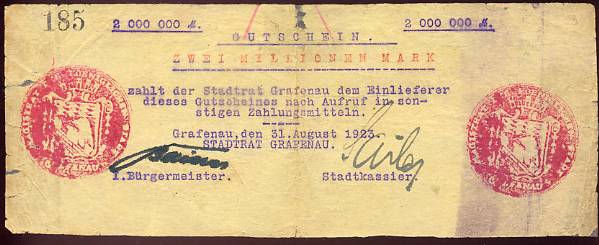 185
2 000 000 ℳ. 2 000 000 ℳ.
GUTSCHEIN.
ZWEI MILLIONEN MARK
zahlt der Stadtrat Grafenau dem Einlieferer
dieses Gutscheines nach Aufruf in son-
stigen Zahlungsmitteln.
Grafenau, den 31.August 1923.
STADTRAT GRAFENAU.
I.Bürgermeister. Stadtkassier.